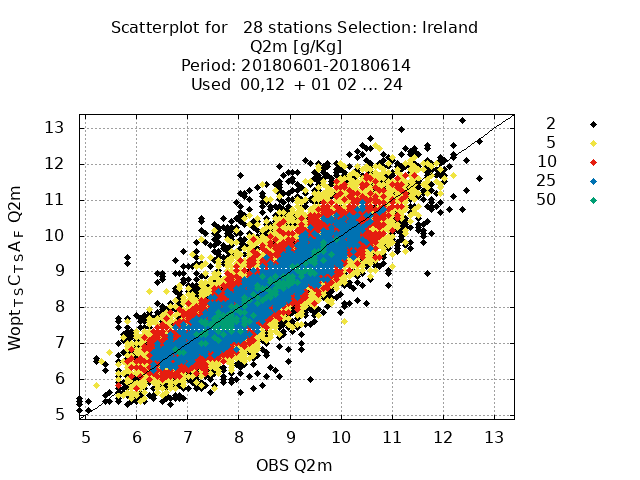 Scatterplot for 28 stations Selection: Ireland
Q2m [g/Kg]
Period: 20180601-20180614
Used 00,12 + 01 02 ... 24
13
12
11
10
9
8
7
6
5
5 6 7 8 9 10 11 12 13
Wopt T S C T S A F Q2m
OBS Q2m
2
5
10
25
50